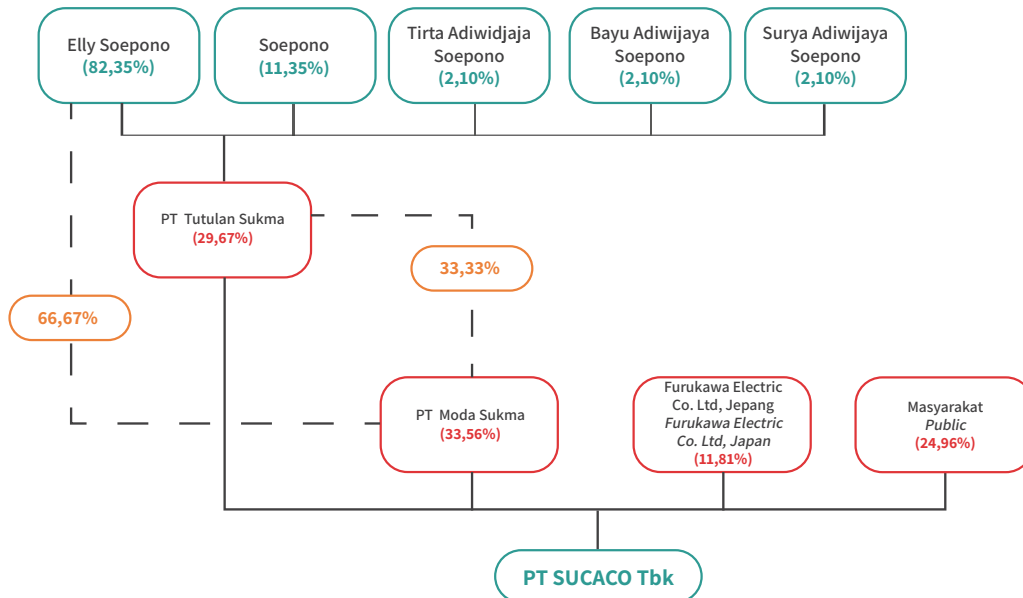 Elly Soepono
(82,35%)
Soepono
(11,35%)
Tirta Adiwidjaja
Soepono
(2,10%)
Bayu Adiwijaya
Soepono
(2,10%)
Surya Adiwijaya
Soepono
(2,10%)
PT Tutulan Sukma
(29,67%)
33,33%
66,67%
PT Moda Sukma
(33,56%)
Furukawa Electric
Co. Ltd, Jepang
Furukawa Electric
Co. Ltd, Japan
(11,81%)
Masyarakat
Public
(24,96%)
PT SUCACO Tbk